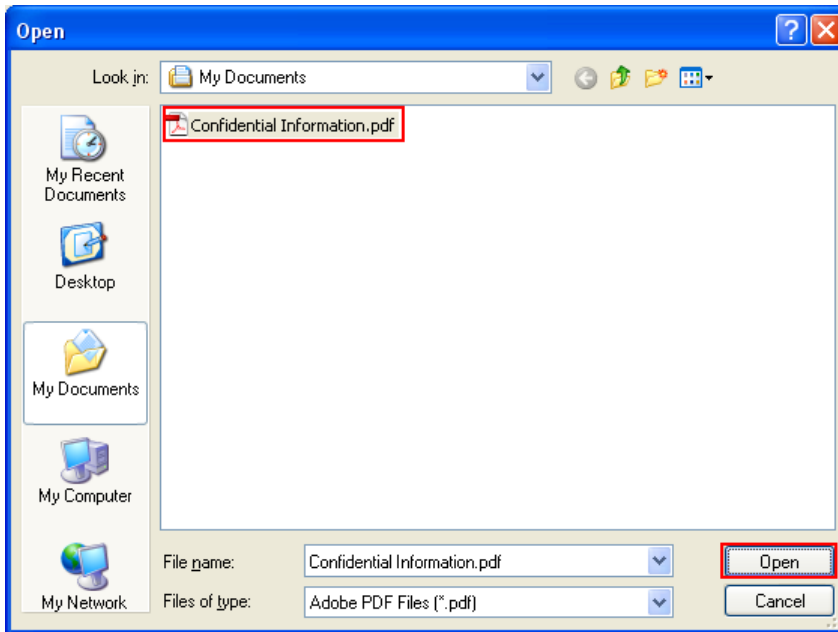 Open
Look in:
My Documents
Confidential Information.pdf
My Recent
Documents
Desktop
My Documents
My Computer
My Network
File name:
Confidential Information.pdf
Open
Files of type:
Adobe PDF Files (*.pdf)
Cancel